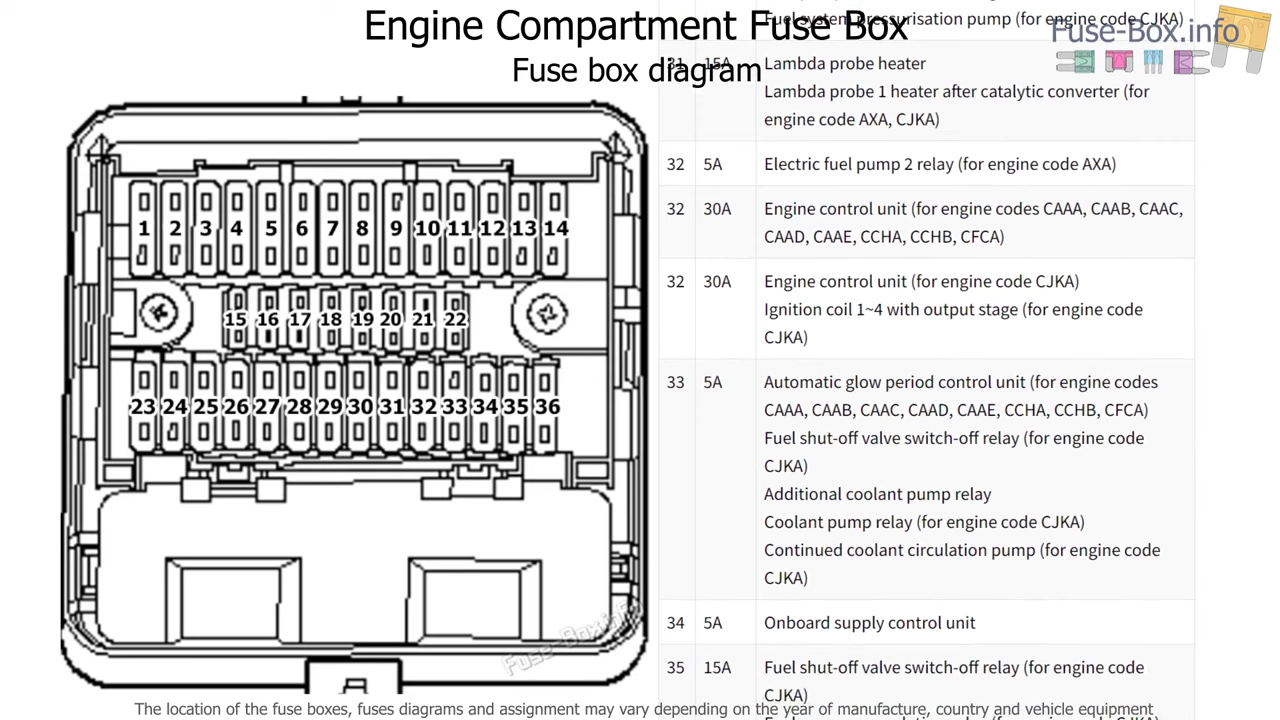 Engine Compartment Fuse Box
Fuse box diagram
Fuse-Box.info
Fuel system pressurisation pump (for engine code CJKA)
31 15A Lambda probe heater
Lambda probe 1 heater after catalytic converter (for
engine code AXA, CJKA)
32 5A Electric fuel pump 2 relay (for engine code AXA)
32 30A Engine control unit (for engine codes CAAA, CAAB, CAAC,
CAAD, CAAE, CCHA, CCHB, CFCA)
32 30A Engine control unit (for engine code CJKA)
Ignition coil 1~4 with output stage (for engine code
CJKA)
33 5A Automatic glow period control unit (for engine codes
CAAA, CAAB, CAAC, CAAD, CAAE, CCHA, CCHB, CFCA)
Fuel shut-off valve switch-off relay (for engine code
CJKA)
Additional coolant pump relay
Coolant pump relay (for engine code CJKA)
Continued coolant circulation pump (for engine code
CJKA)
34 5A Onboard supply control unit
35 15A Fuel shut-off valve switch-off relay (for engine code
CJKA)
1 2 3 4 5 6 7 8 9 10 11 12 13 14
15 16 17 18 19 20 21 22
23 24 25 26 27 28 29 30 31 32 33 34 35 36
Fuse-Box.info
The location of the fuse boxes, fuses diagrams and assignment may vary depending on the year of manufacture, country and vehicle equipment